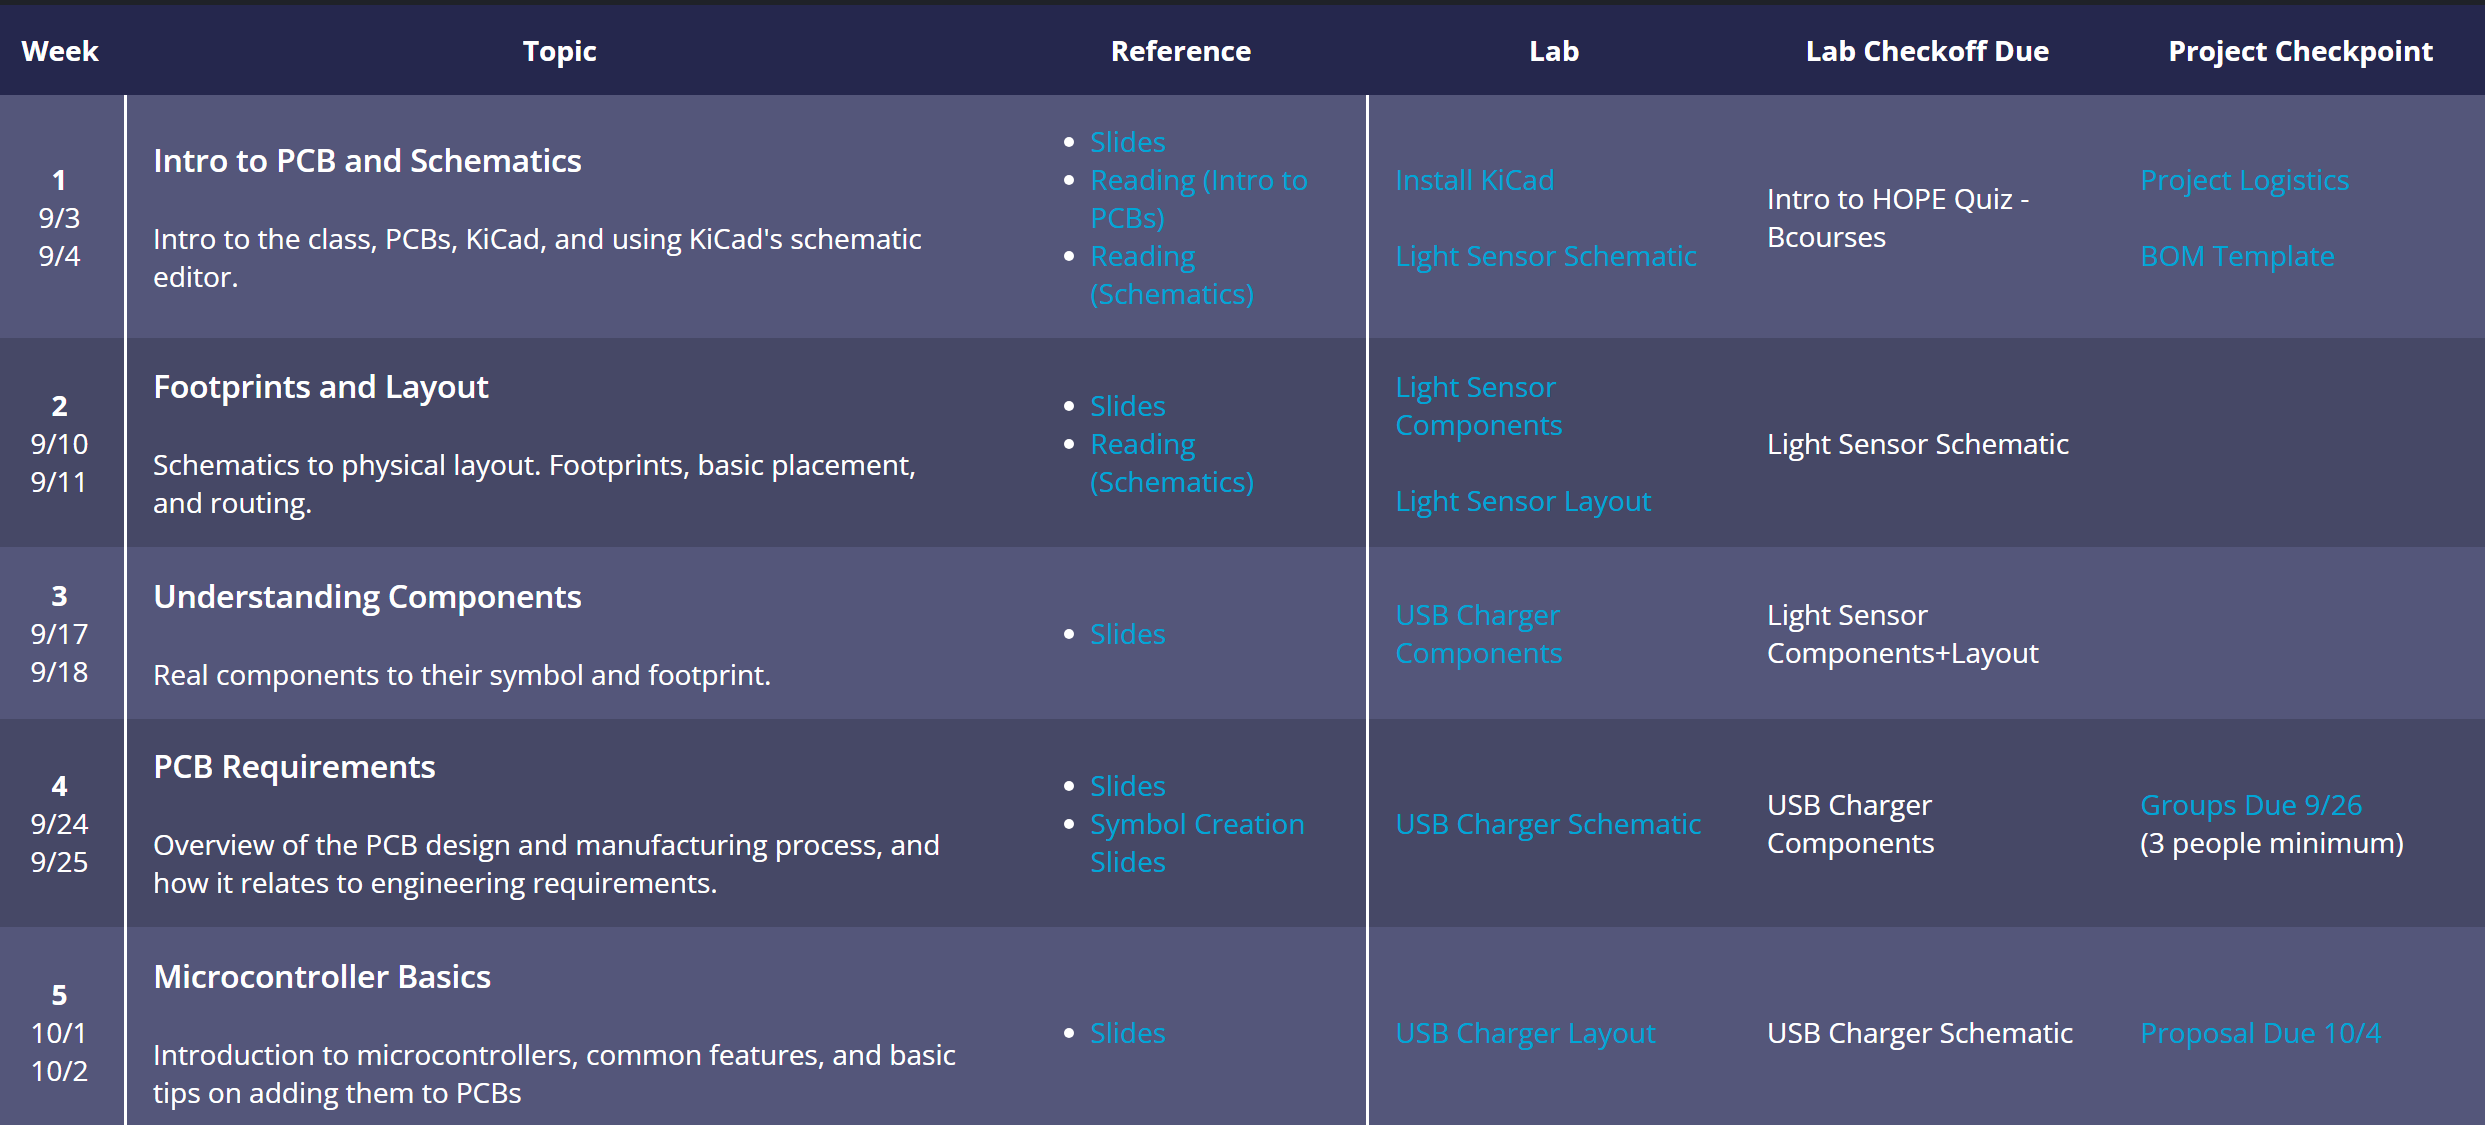 Week
Topic
Reference
Lab
Lab Checkoff Due
Project Checkpoint
1
9/3
9/4
Intro to PCB and Schematics
Intro to the class, PCBs, KiCad, and using KiCad's schematic
editor.
Slides
Reading (Intro to
PCBs)
Reading
(Schematics)
Install KiCad
Light Sensor Schematic
Intro to HOPE Quiz -
Bcourses
Project Logistics
BOM Template
2
9/10
9/11
Footprints and Layout
Schematics to physical layout. Footprints, basic placement,
and routing.
Slides
Reading
(Schematics)
Light Sensor
Components
Light Sensor Layout
Light Sensor Schematic
3
9/17
9/18
Understanding Components
Real components to their symbol and footprint.
Slides
USB Charger
Components
Light Sensor
Components+Layout
4
9/24
9/25
PCB Requirements
Overview of the PCB design and manufacturing process, and
how it relates to engineering requirements.
Slides
Symbol Creation
Slides
USB Charger Schematic
USB Charger
Components
Groups Due 9/26
(3 people minimum)
5
10/1
10/2
Microcontroller Basics
Introduction to microcontrollers, common features, and basic
tips on adding them to PCBs
Slides
USB Charger Layout
USB Charger Schematic
Proposal Due 10/4